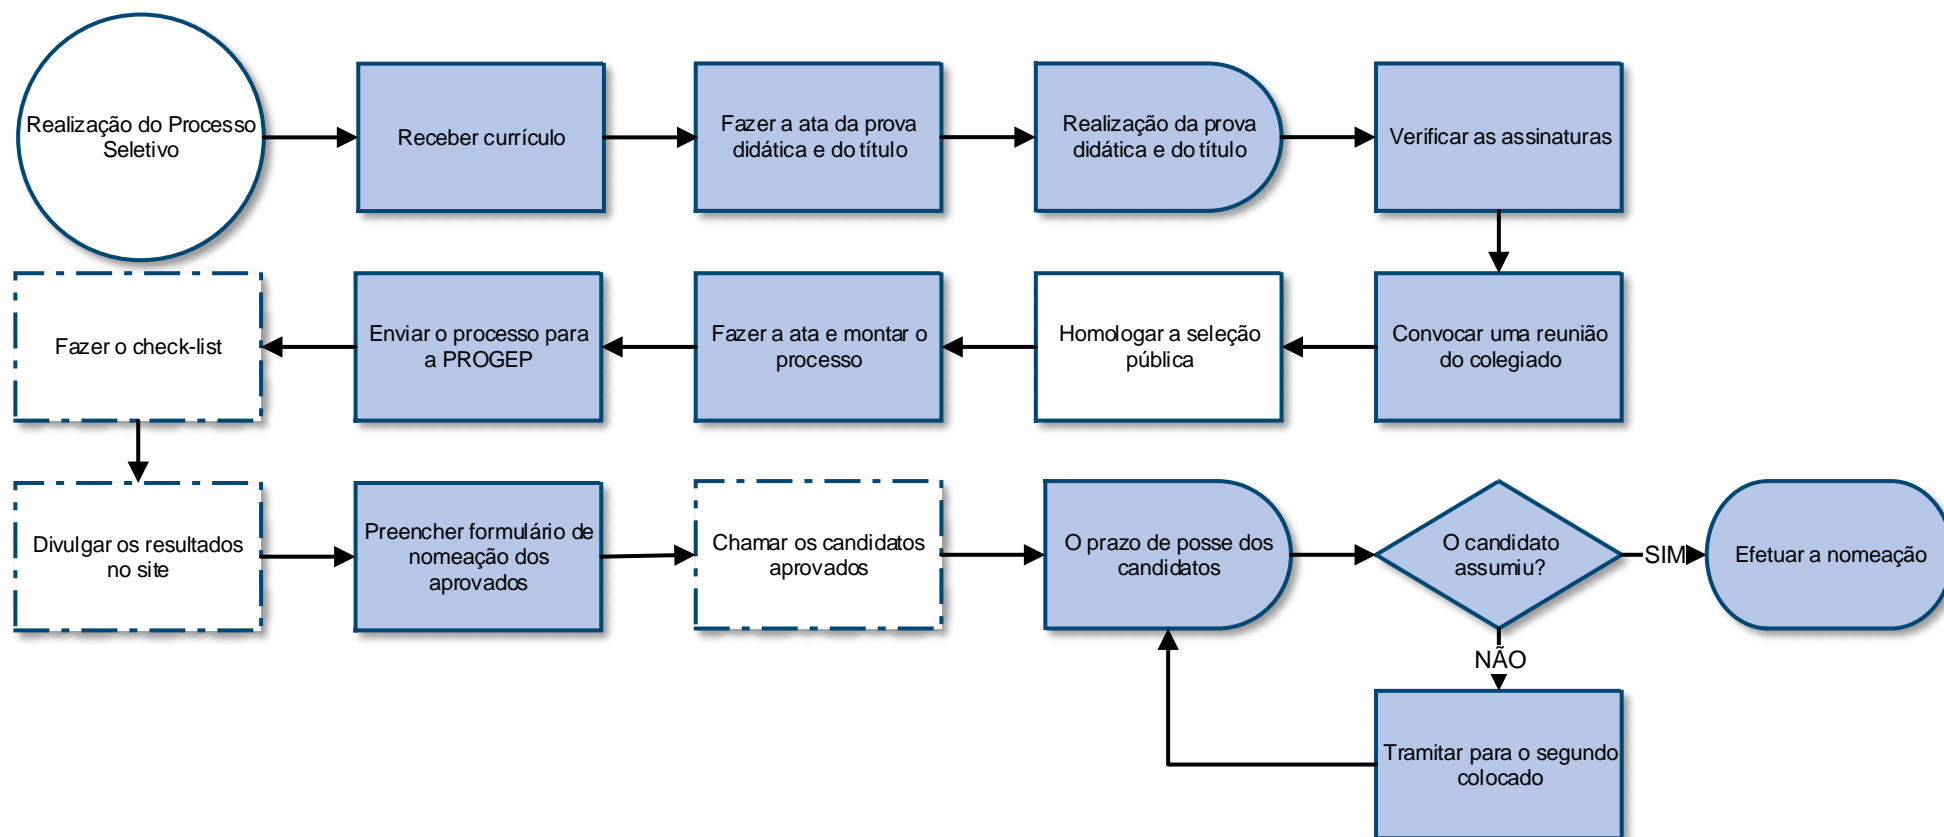 Realização do Processo
Seletivo
Receber currículo
Fazer a ata da prova
didática e do título
Realização da prova
didática e do título
Verificar as assinaturas
Fazer o check-list
Enviar o processo para
a PROGEP
Fazer a ata e montar o
processo
Homologar a seleção
pública
Convocar uma reunião
do colegiado
Divulgar os resultados
no site
Preencher formulário de
nomeação dos
aprovados
Chamar os candidatos
aprovados
O prazo de posse dos
candidatos
O candidato
assumiu?
SIM
Efetuar a nomeação
NÃO
Tramitar para o segundo
colocado